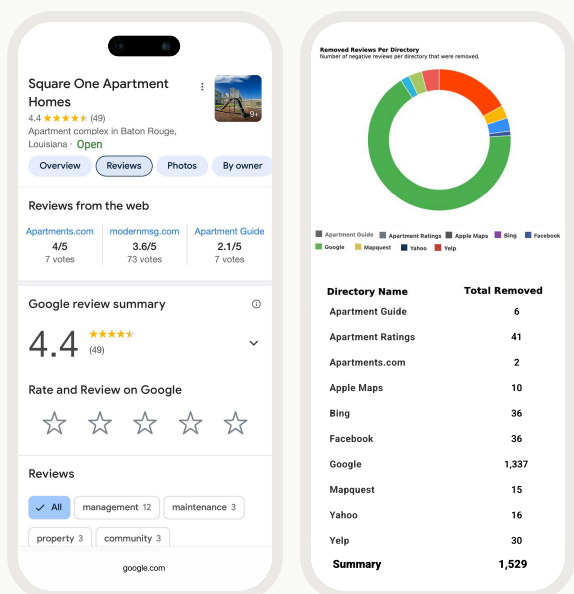 Square One Apartment
Homes
4.4 (49)
Apartment complex in Baton Rouge,
Louisiana · Open
9+
Overview
Reviews
Photos
By owner
Reviews from the web
Apartments.com
4/5
7 votes
modernmsg.com
3.6/5
73 votes
Apartment Guide
2.1/5
7 votes
Google review summary
4.4
(49)
Rate and Review on Google
Reviews
All
management 12
maintenance 3
property 3
community 3
google.com
Removed Reviews Per Directory
Number of negative reviews per directory that were removed.
Apartment Guide Apartment Ratings Apple Maps Bing Facebook
Google Mapquest Yahoo Yelp
Directory Name Total Removed
Apartment Guide 6
Apartment Ratings 41
Apartments.com 2
Apple Maps 10
Bing 36
Facebook 36
Google 1,337
Mapquest 15
Yahoo 16
Yelp 30
Summary 1,529